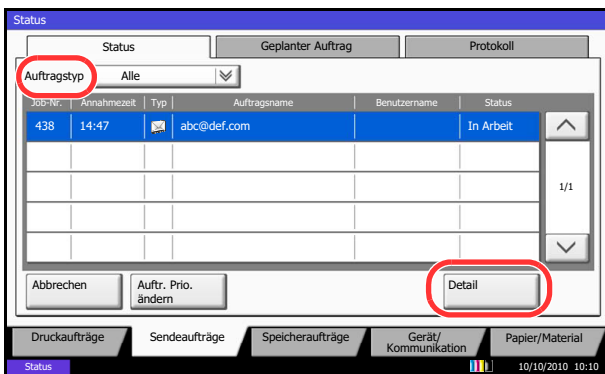 Status
Status Geplanter Auftrag Protokoll
Auftragstyp Alle
Job-Nr. Annahmezeit Typ Auftragsname Benutzername Status
438 14:47 abc@def.com In Arbeit
1/1
Abbrechen Auftr. Prio. ändern Detail
Druckaufträge Sendeaufträge Speicheraufträge Gerät/ Kommunikation Papier/Material
Status 10/10/2010 10:10